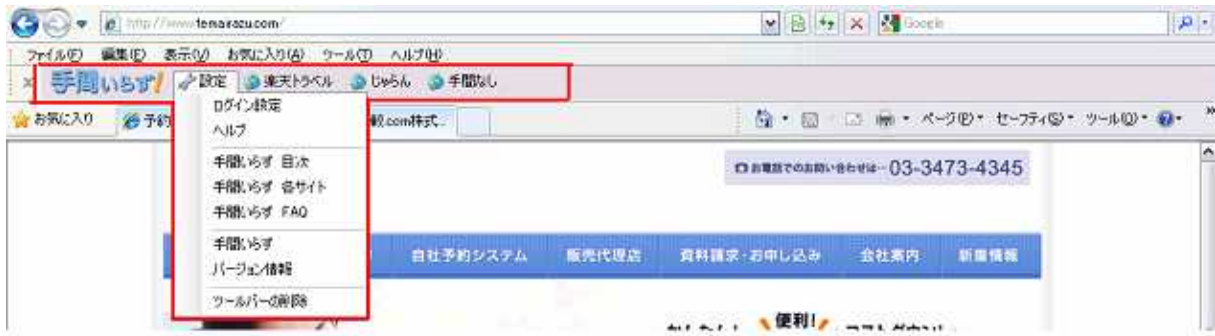 http://www.temairazu.com/
Google
ファイル(F) 編集(E) 表示(V) お気に入り(A) ツール(T) ヘルプ(H)
× 手間いらず! 設定 楽天トラベル じゃらん 手間なし
お気に入り 予約 較.com株式... ページ(P) セーフティ(S) ツール(O)
ログイン設定
ヘルプ
手間いらず 目次
手間いらず 各サイト
手間いらず FAQ
手間いらず
バージョン情報
ツールバーの削除
お電話でのお問い合わせは… 03-3473-4345
自社予約システム 販売代理店 資料請求・お申し込み 会社案内 新着情報
便利!